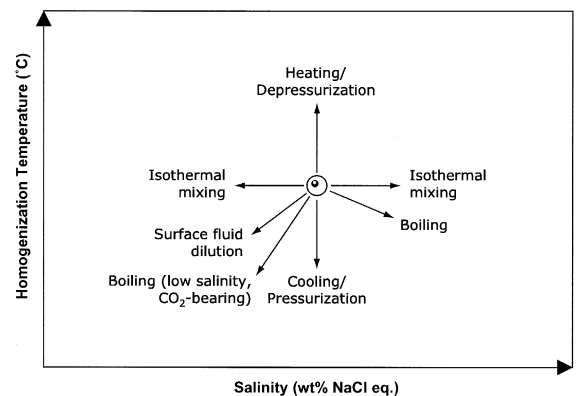 Homogenization Temperature (˚C)
Heating/
Depressurization
Isothermal
mixing
Isothermal
mixing
Surface fluid
dilution
Boiling
Boiling (low salinity,
CO₂-bearing)
Cooling/
Pressurization
Salinity (wt% NaCl eq.)